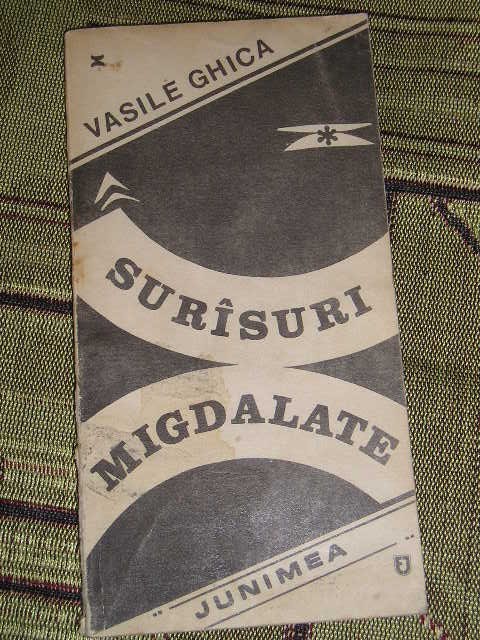 VASILE GHICA
SURÎSURI
MIGDALATE
„JUNIMEA"